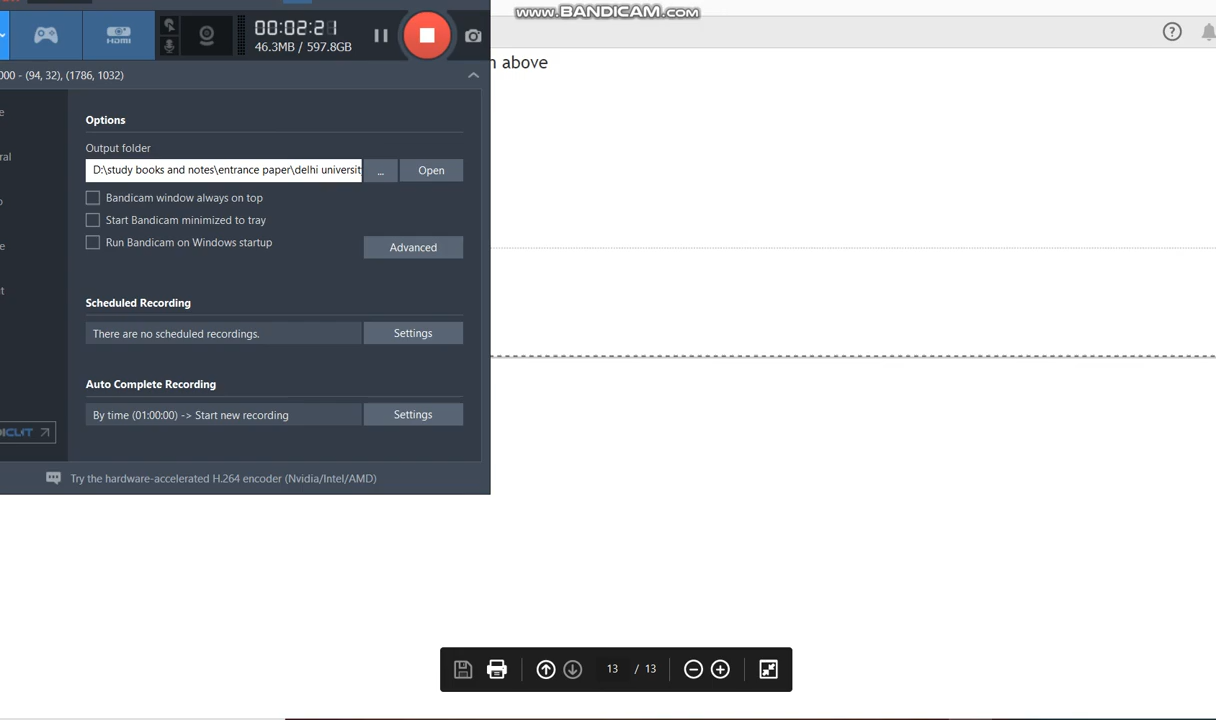 www.BANDICAM.com
00:02:21
46.3MB / 597.8GB
HDMI
000 - (94, 32), (1786, 1032)
n above
Options
Output folder
D:\study books and notes\entrance paper\delhi universit
...
Open
Bandicam window always on top
Start Bandicam minimized to tray
Run Bandicam on Windows startup
Advanced
Scheduled Recording
There are no scheduled recordings.
Settings
Auto Complete Recording
By time (01:00:00) -> Start new recording
Settings
Try the hardware-accelerated H.264 encoder (Nvidia/Intel/AMD)
13 / 13